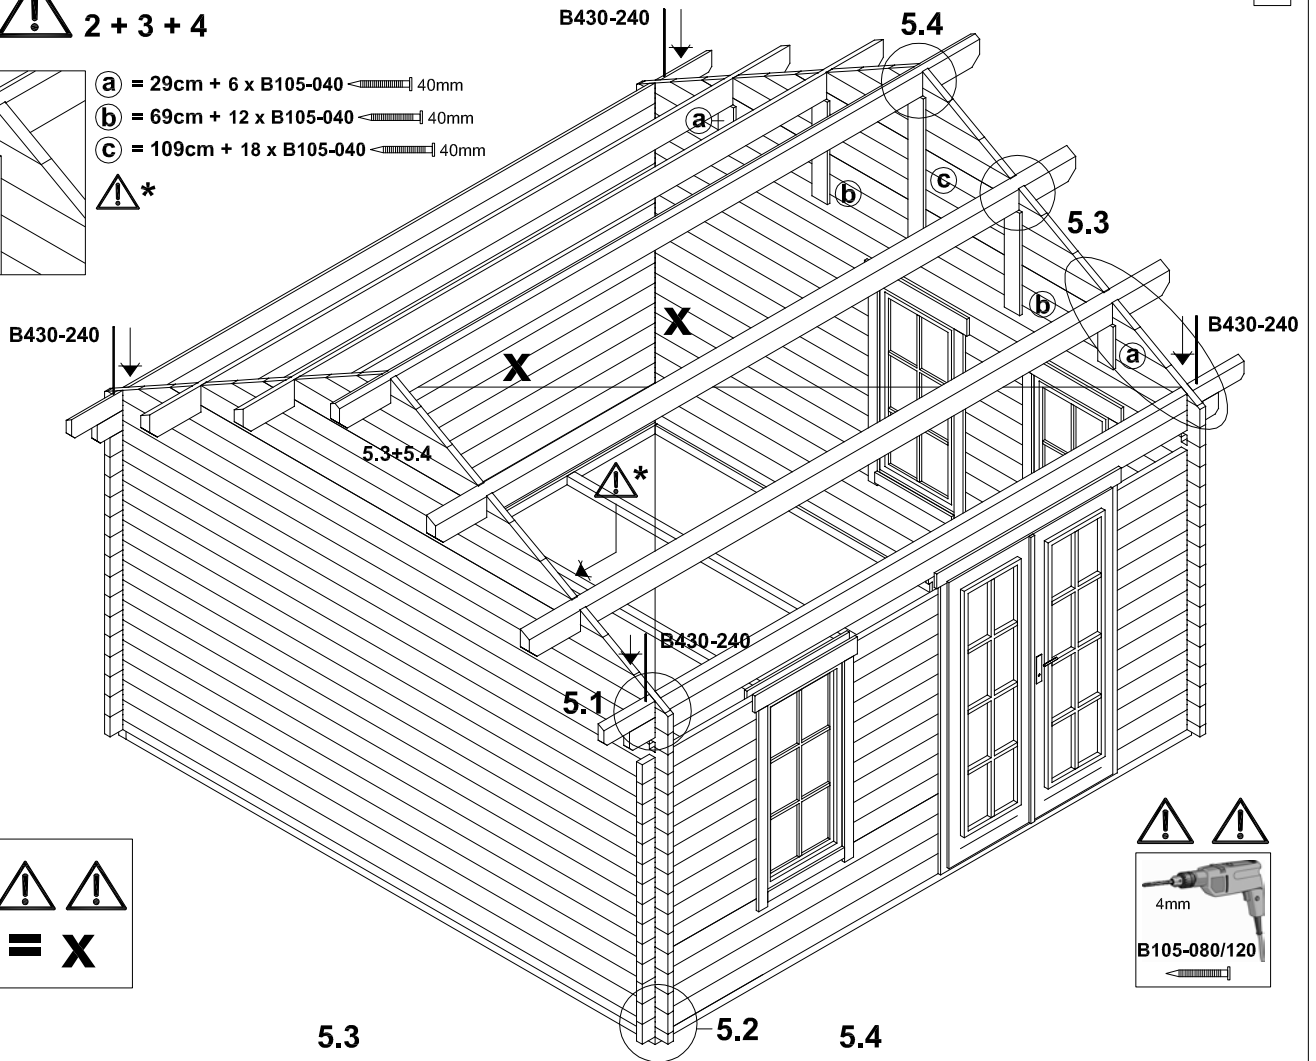 2 + 3 + 4
B430-240
5.4
a = 29cm + 6 x B105-040 40mm
b = 69cm + 12 x B105-040 40mm
c = 109cm + 18 x B105-040 40mm
*
a
b
c
5.3
B430-240
x
x
b
a
B430-240
5.3+5.4
*
B430-240
5.1
= x
4mm
B105-080/120
5.3
5.2
5.4